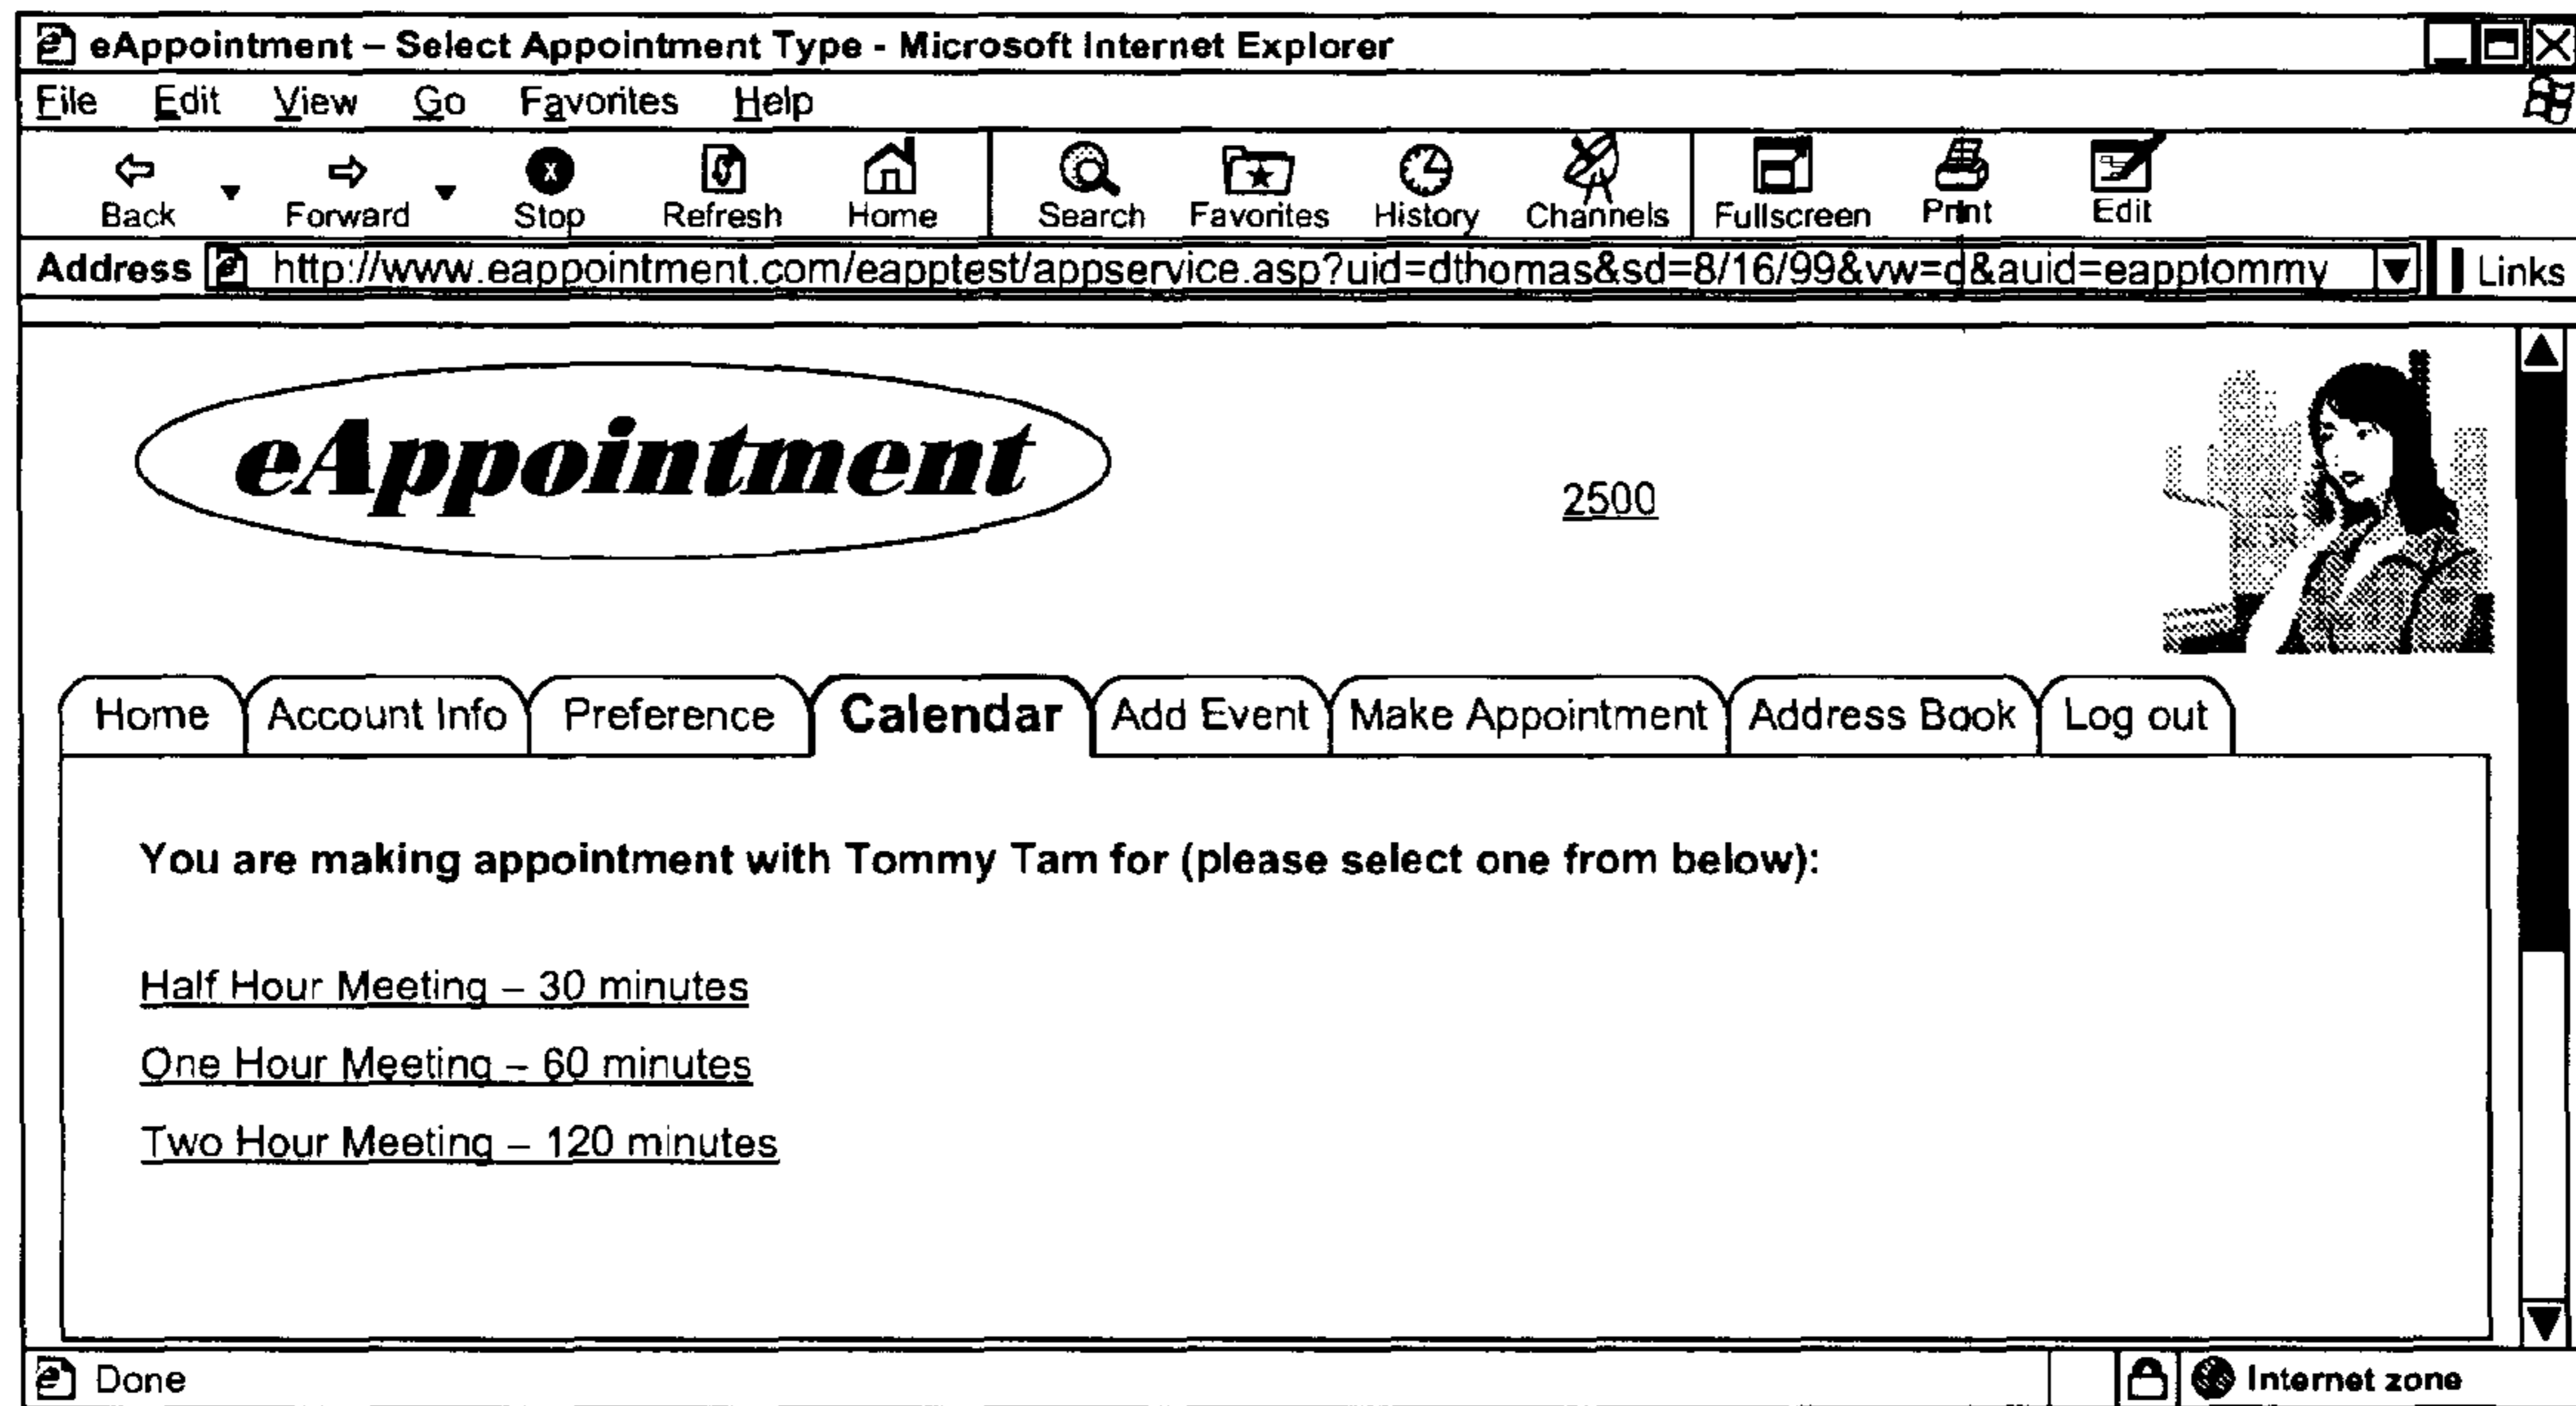 eAppointment – Select Appointment Type - Microsoft Internet Explorer
File Edit View Go Favorites Help
Back Forward Stop Refresh Home Search Favorites History Channels Fullscreen Print Edit
Address http://www.eappointment.com/eapptest/appservice.asp?uid=dthomas&sd=8/16/99&vw=d&auid=eapptommy Links
eAppointment
2500
Home Account Info Preference Calendar Add Event Make Appointment Address Book Log out
You are making appointment with Tommy Tam for (please select one from below):
Half Hour Meeting – 30 minutes
One Hour Meeting – 60 minutes
Two Hour Meeting – 120 minutes
Done Internet zone